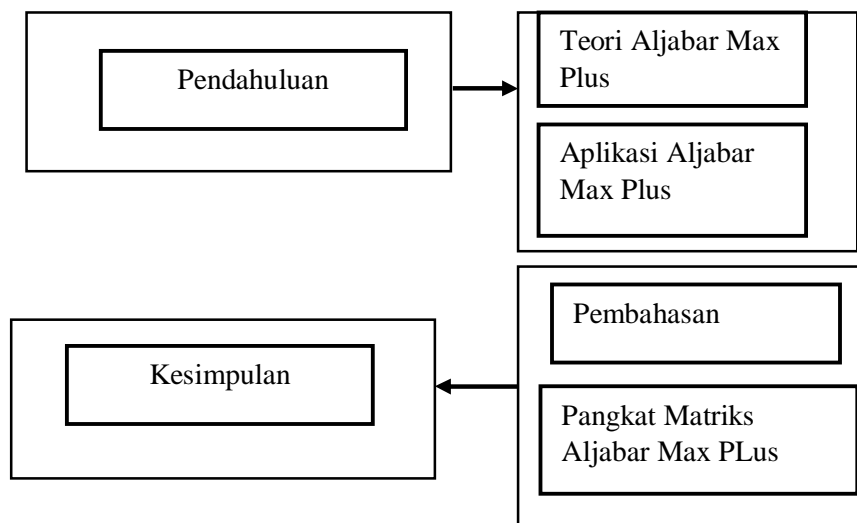 Pendahuluan
Teori Aljabar Max
Plus
Aplikasi Aljabar
Max Plus
Pembahasan
Pangkat Matriks
Aljabar Max PLus
Kesimpulan